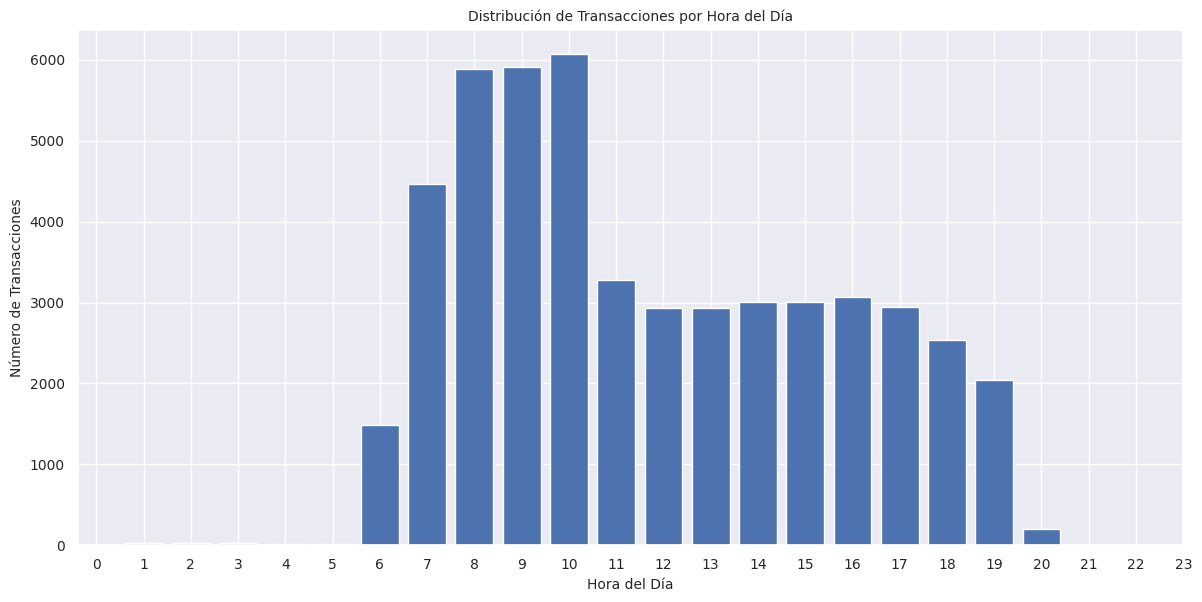 Distribución de Transacciones por Hora del Día
Número de Transacciones
6000
5000
4000
3000
2000
1000
0
0 1 2 3 4 5 6 7 8 9 10 11 12 13 14 15 16 17 18 19 20 21 22 23
Hora del Día